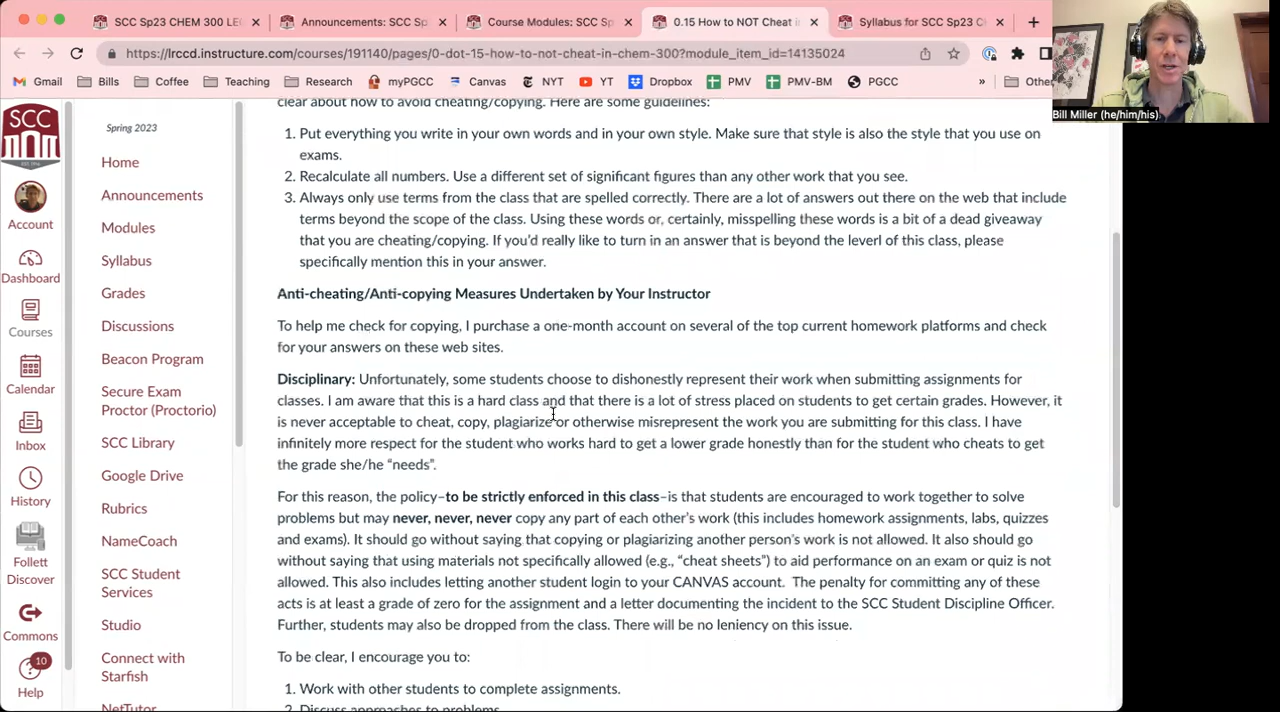 SCC Sp23 CHEM 300 LE
Announcements: SCC Sp
Course Modules: SCC Sp
0.15 How to NOT Cheat i
Syllabus for SCC Sp23 C
https://lrccd.instructure.com/courses/191140/pages/0-dot-15-how-to-not-cheat-in-chem-300?module_item_id=14135024
Gmail Bills Coffee Teaching Research myPGCC Canvas NYT YT Dropbox PMV PMV-BM PGCC » Other
Bill Miller (he/him/his)
SCC
Account
Dashboard
Courses
Calendar
Inbox
History
Follett
Discover
Commons
10
Help
Spring 2023
Home
Announcements
Modules
Syllabus
Grades
Discussions
Beacon Program
Secure Exam
Proctor (Proctorio)
SCC Library
Google Drive
Rubrics
NameCoach
SCC Student
Services
Studio
Connect with
Starfish
NetTutor
clear about how to avoid cheating/copying. Here are some guidelines:
1. Put everything you write in your own words and in your own style. Make sure that style is also the style that you use on
exams.
2. Recalculate all numbers. Use a different set of significant figures than any other work that you see.
3. Always only use terms from the class that are spelled correctly. There are a lot of answers out there on the web that include
terms beyond the scope of the class. Using these words or, certainly, misspelling these words is a bit of a dead giveaway
that you are cheating/copying. If you'd really like to turn in an answer that is beyond the leverl of this class, please
specifically mention this in your answer.
Anti-cheating/Anti-copying Measures Undertaken by Your Instructor
To help me check for copying, I purchase a one-month account on several of the top current homework platforms and check
for your answers on these web sites.
Disciplinary: Unfortunately, some students choose to dishonestly represent their work when submitting assignments for
classes. I am aware that this is a hard class and that there is a lot of stress placed on students to get certain grades. However, it
is never acceptable to cheat, copy, plagiarize or otherwise misrepresent the work you are submitting for this class. I have
infinitely more respect for the student who works hard to get a lower grade honestly than for the student who cheats to get
the grade she/he “needs”.
For this reason, the policy–to be strictly enforced in this class–is that students are encouraged to work together to solve
problems but may never, never, never copy any part of each other's work (this includes homework assignments, labs, quizzes
and exams). It should go without saying that copying or plagiarizing another person's work is not allowed. It also should go
without saying that using materials not specifically allowed (e.g., “cheat sheets”) to aid performance on an exam or quiz is not
allowed. This also includes letting another student login to your CANVAS account. The penalty for committing any of these
acts is at least a grade of zero for the assignment and a letter documenting the incident to the SCC Student Discipline Officer.
Further, students may also be dropped from the class. There will be no leniency on this issue.
To be clear, I encourage you to:
1. Work with other students to complete assignments.
2. Discuss approaches to problems.